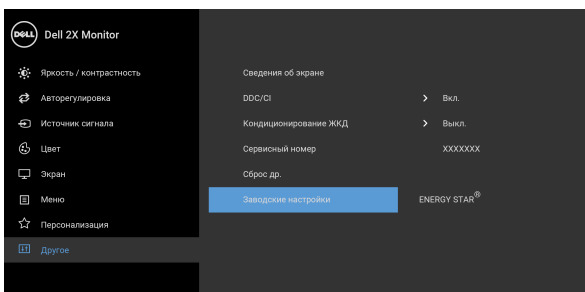 DELL Dell 2X Monitor
Яркость / контрастность
Авторегулировка
Источник сигнала
Цвет
Экран
Меню
Персонализация
Другое
Сведения об экране
DDC/CI > Вкл.
Кондиционирование ЖКД > Выкл.
Сервисный номер XXXXXXX
Сброс др.
Заводские настройки ENERGY STAR®